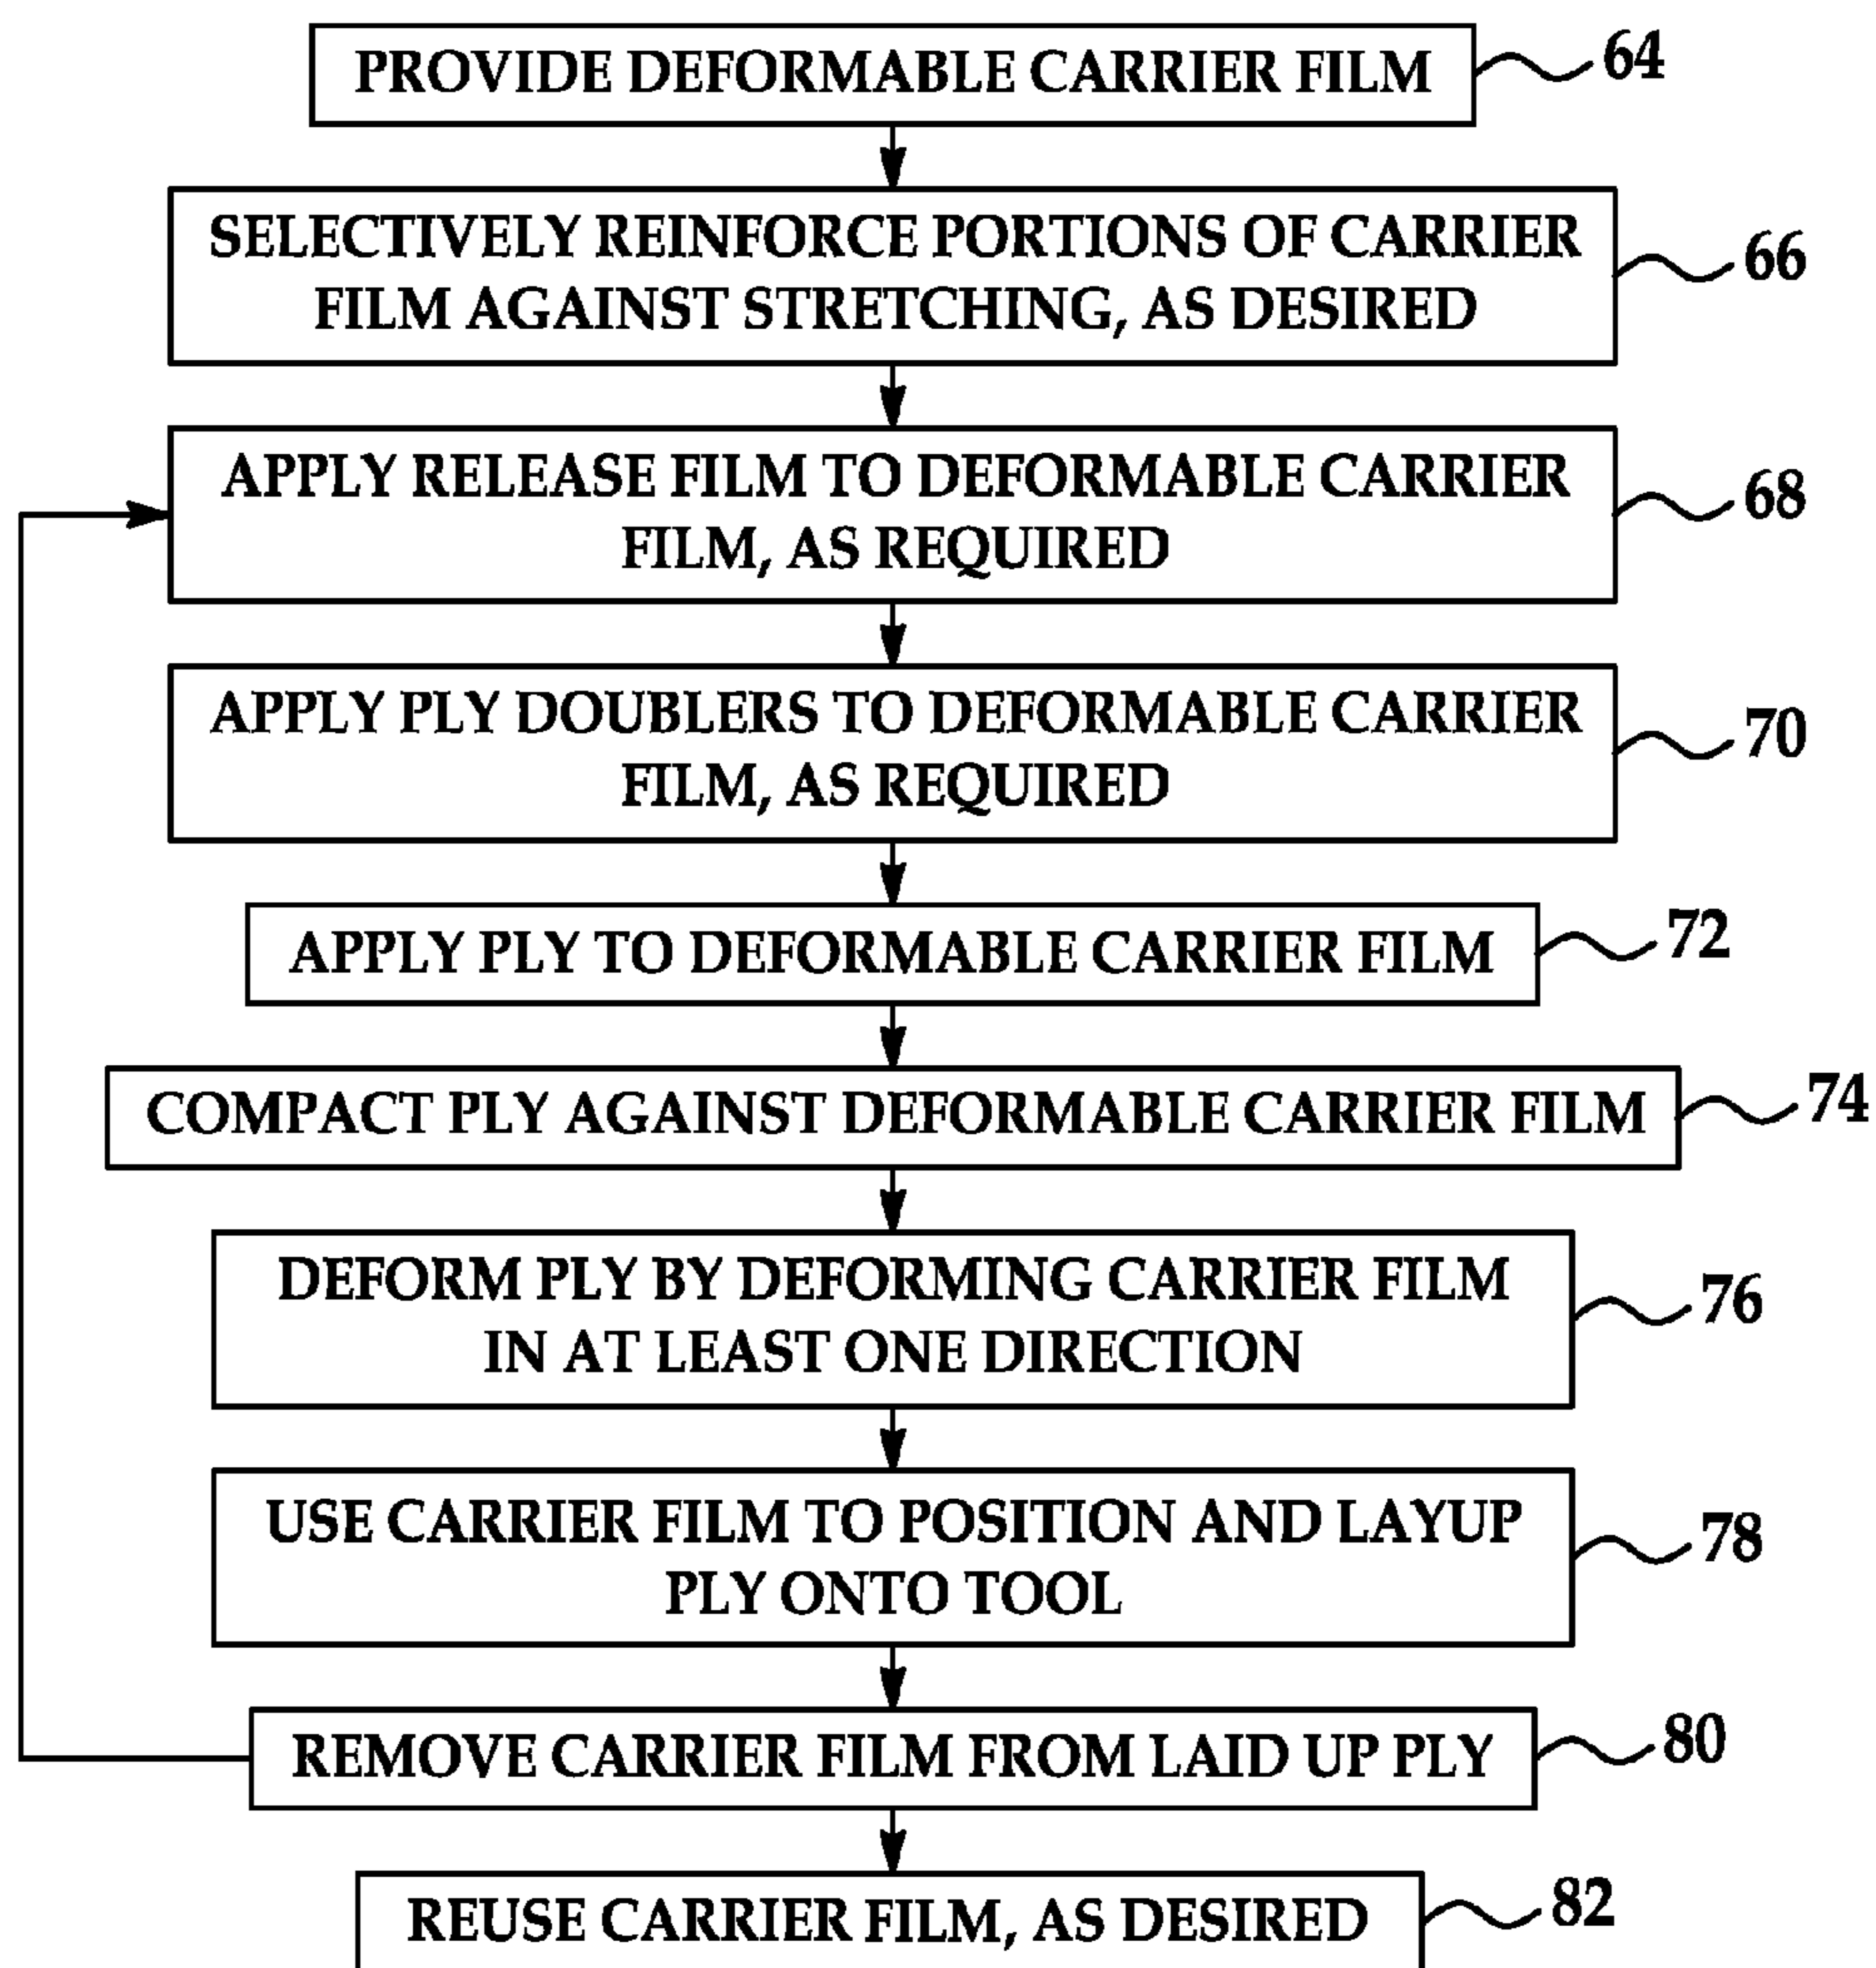 PROVIDE DEFORMABLE CARRIER FILM
64
SELECTIVELY REINFORCE PORTIONS OF CARRIER
FILM AGAINST STRETCHING, AS DESIRED
66
APPLY RELEASE FILM TO DEFORMABLE CARRIER
FILM, AS REQUIRED
68
APPLY PLY DOUBLERS TO DEFORMABLE CARRIER
FILM, AS REQUIRED
70
APPLY PLY TO DEFORMABLE CARRIER FILM
72
COMPACT PLY AGAINST DEFORMABLE CARRIER FILM
74
DEFORM PLY BY DEFORMING CARRIER FILM
IN AT LEAST ONE DIRECTION
76
USE CARRIER FILM TO POSITION AND LAYUP
PLY ONTO TOOL
78
REMOVE CARRIER FILM FROM LAID UP PLY
80
REUSE CARRIER FILM, AS DESIRED
82